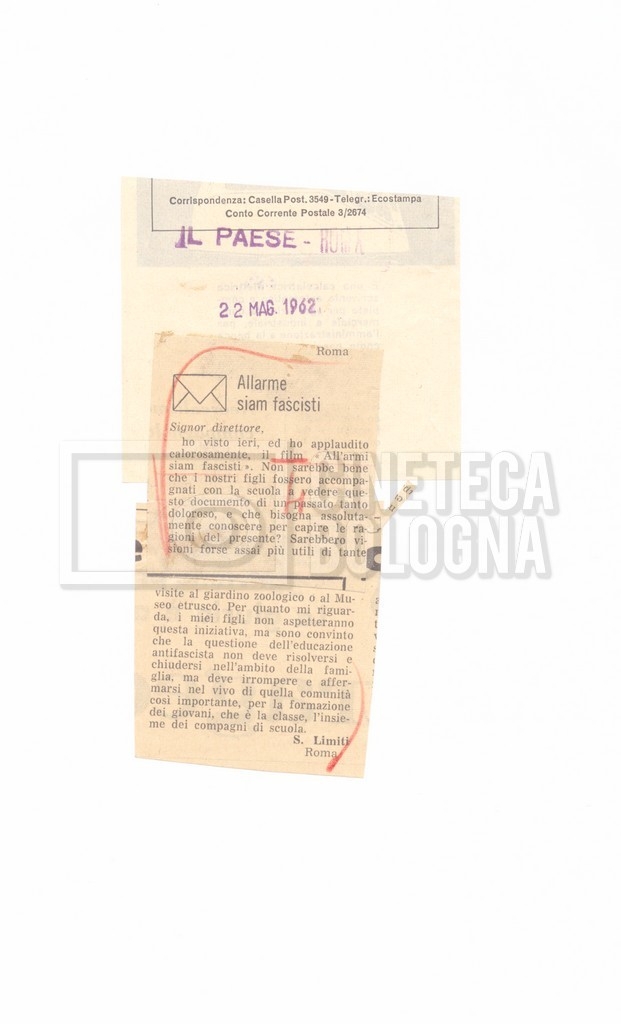 Corrispondenza: Casella Post. 3549 - Telegr.: Ecostampa
Conto Corrente Postale 3/2674
IL PAESE - ROMA
22 MAG. 1962
Roma
Allarme
siam fascisti
Signor direttore,
ho visto ieri, ed ho applaudito
calorosamente, il film « All'armi
siam fascisti ». Non sarebbe bene
che i nostri figli fossero accompa-
gnati con la scuola a vedere que-
sto documento di un passato tanto
doloroso, e che bisogna assoluta-
mente conoscere per capire le ra-
gioni del presente? Sarebbero vi-
sioni forse assai più utili di tante
visite al giardino zoologico o al Mu-
seo etrusco. Per quanto mi riguar-
da, i miei figli non aspetteranno
questa iniziativa, ma sono convinto
che la questione dell'educazione
antifascista non deve risolversi e
chiudersi nell'ambito della fami-
glia, ma deve irrompere e affer-
marsi nel vivo di quella comunità
così importante, per la formazione
dei giovani, che è la classe, l'insie-
me dei compagni di scuola.
S. Limiti
Roma
CINETECA
BOLOGNA